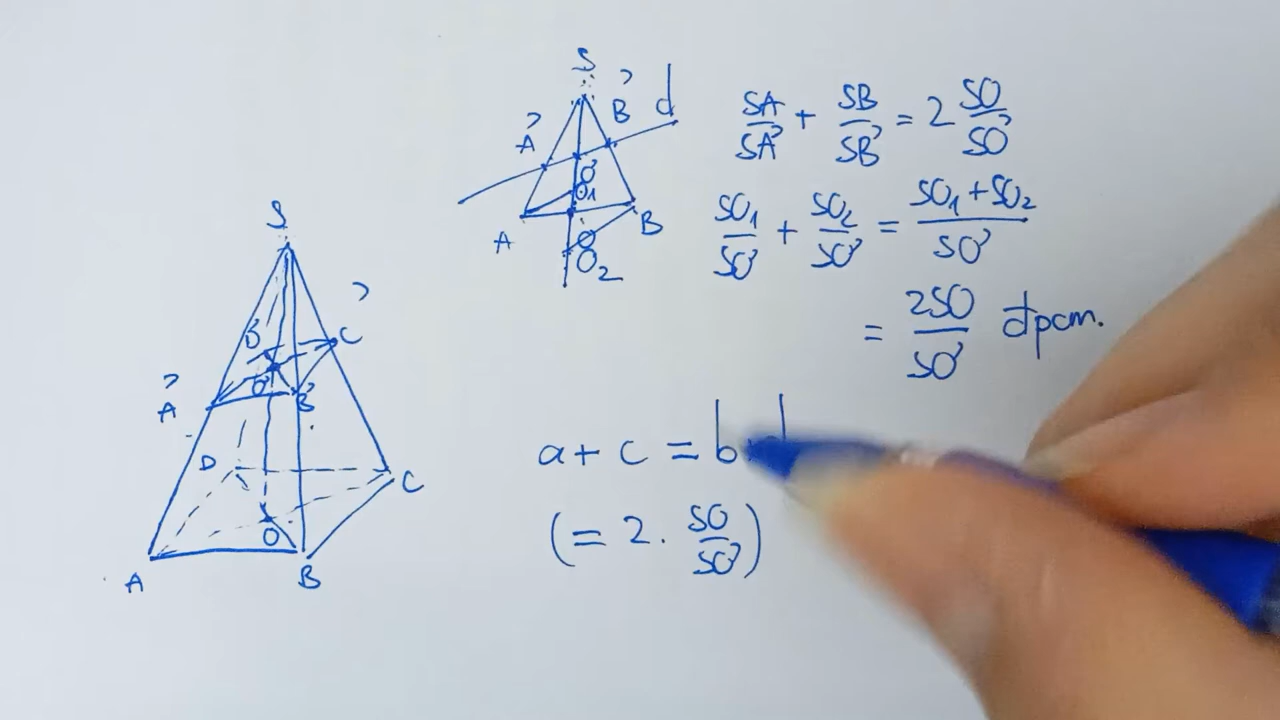 S
A' B' d
O'
O₁
A B
O
O₂
SA/SA' + SB/SB' = 2 SO/SO'
SO₁/SO' + SO₂/SO' = (SO₁ + SO₂)/SO'
= 2SO/SO' đpcm.
S
D' C'
A' O' B'
D C
O
A B
a + c = b d
(= 2. SO/SO')